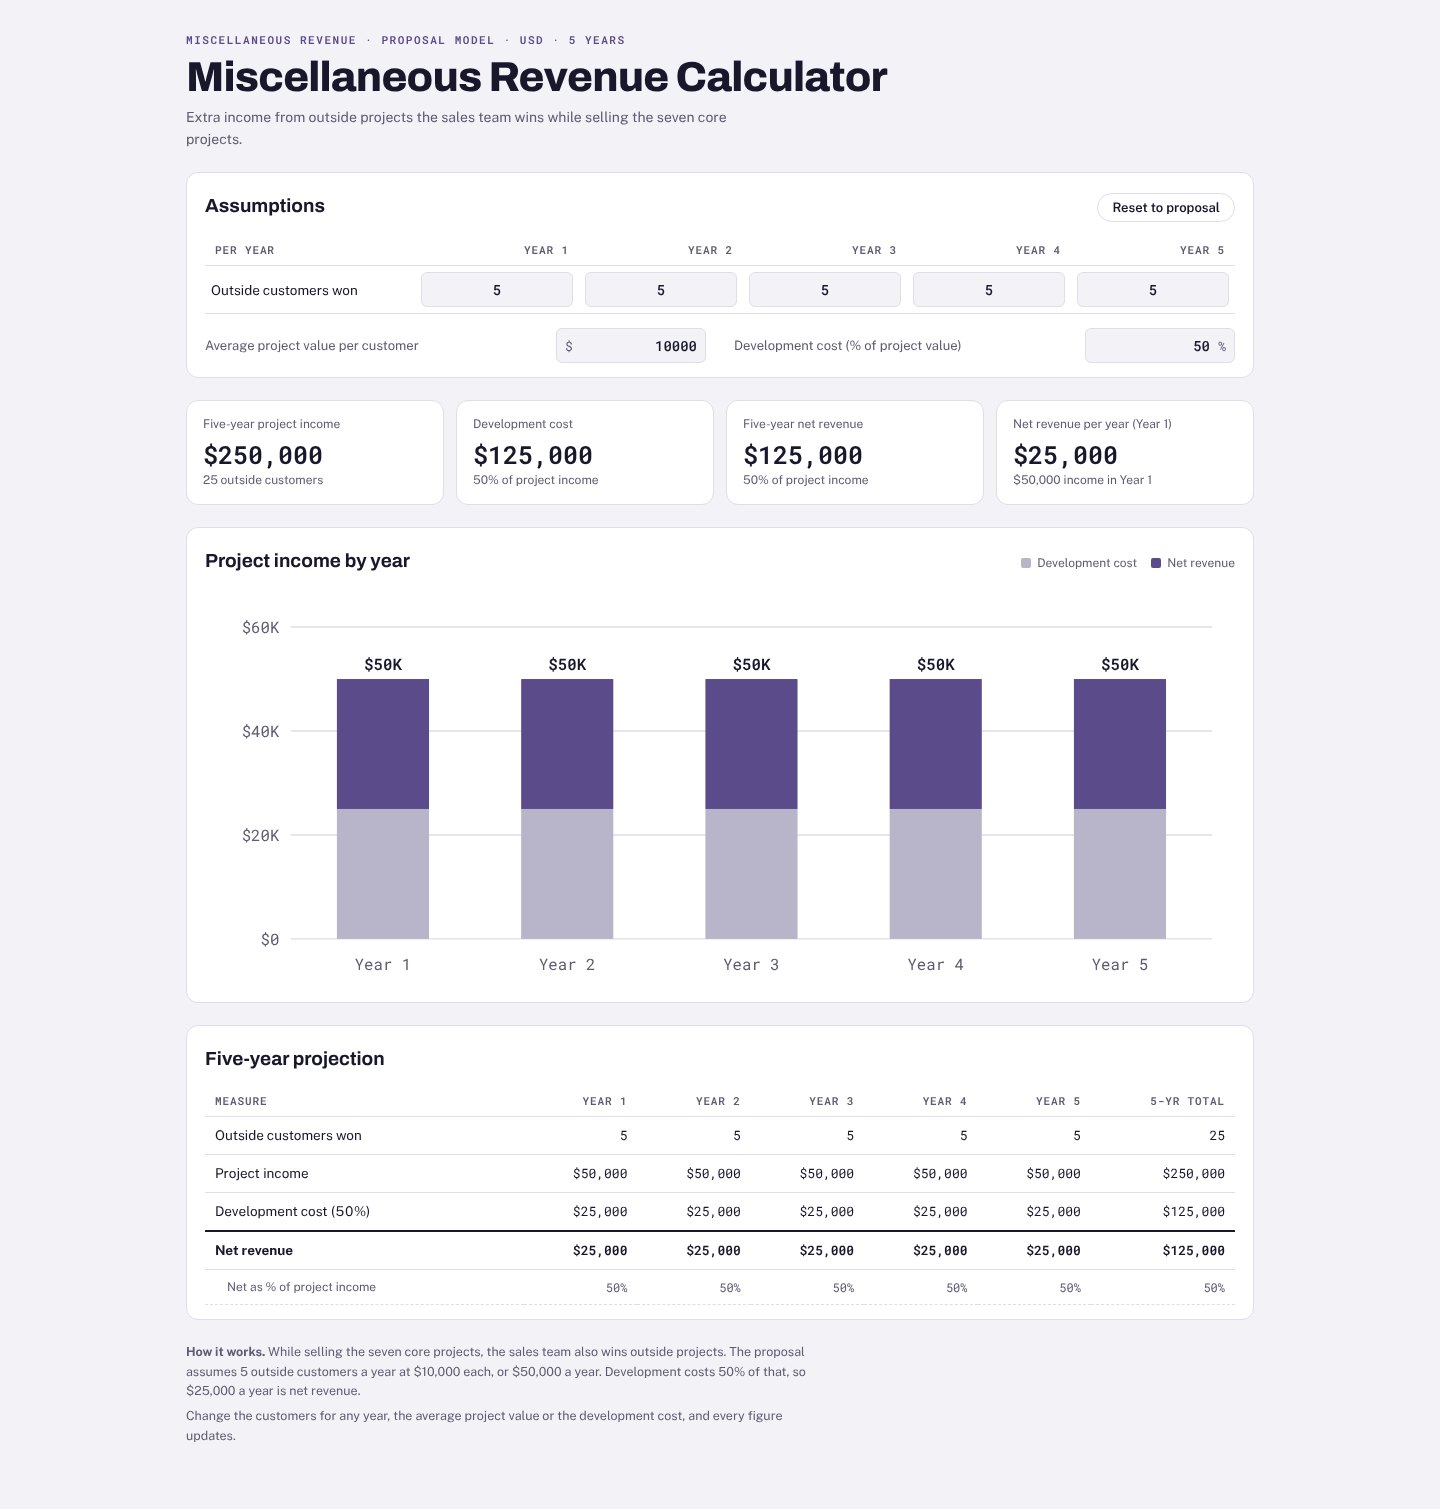 MISCELLANEOUS REVENUE · PROPOSAL MODEL · USD · 5 YEARS
Miscellaneous Revenue Calculator
Extra income from outside projects the sales team wins while selling the seven core
projects.
Assumptions
Reset to proposal
PER YEAR YEAR 1 YEAR 2 YEAR 3 YEAR 4 YEAR 5
Outside customers won 5 5 5 5 5
Average project value per customer $ 10000 Development cost (% of project value) 50 %
Five-year project income
$250,000
25 outside customers
Development cost
$125,000
50% of project income
Five-year net revenue
$125,000
50% of project income
Net revenue per year (Year 1)
$25,000
$50,000 income in Year 1
Project income by year
Development cost Net revenue
$60K
$50K $50K $50K $50K $50K
$40K
$20K
$0
Year 1 Year 2 Year 3 Year 4 Year 5
Five-year projection
MEASURE YEAR 1 YEAR 2 YEAR 3 YEAR 4 YEAR 5 5-YR TOTAL
Outside customers won 5 5 5 5 5 25
Project income $50,000 $50,000 $50,000 $50,000 $50,000 $250,000
Development cost (50%) $25,000 $25,000 $25,000 $25,000 $25,000 $125,000
Net revenue $25,000 $25,000 $25,000 $25,000 $25,000 $125,000
Net as % of project income 50% 50% 50% 50% 50% 50%
How it works. While selling the seven core projects, the sales team also wins outside projects. The proposal
assumes 5 outside customers a year at $10,000 each, or $50,000 a year. Development costs 50% of that, so
$25,000 a year is net revenue.
Change the customers for any year, the average project value or the development cost, and every figure
updates.